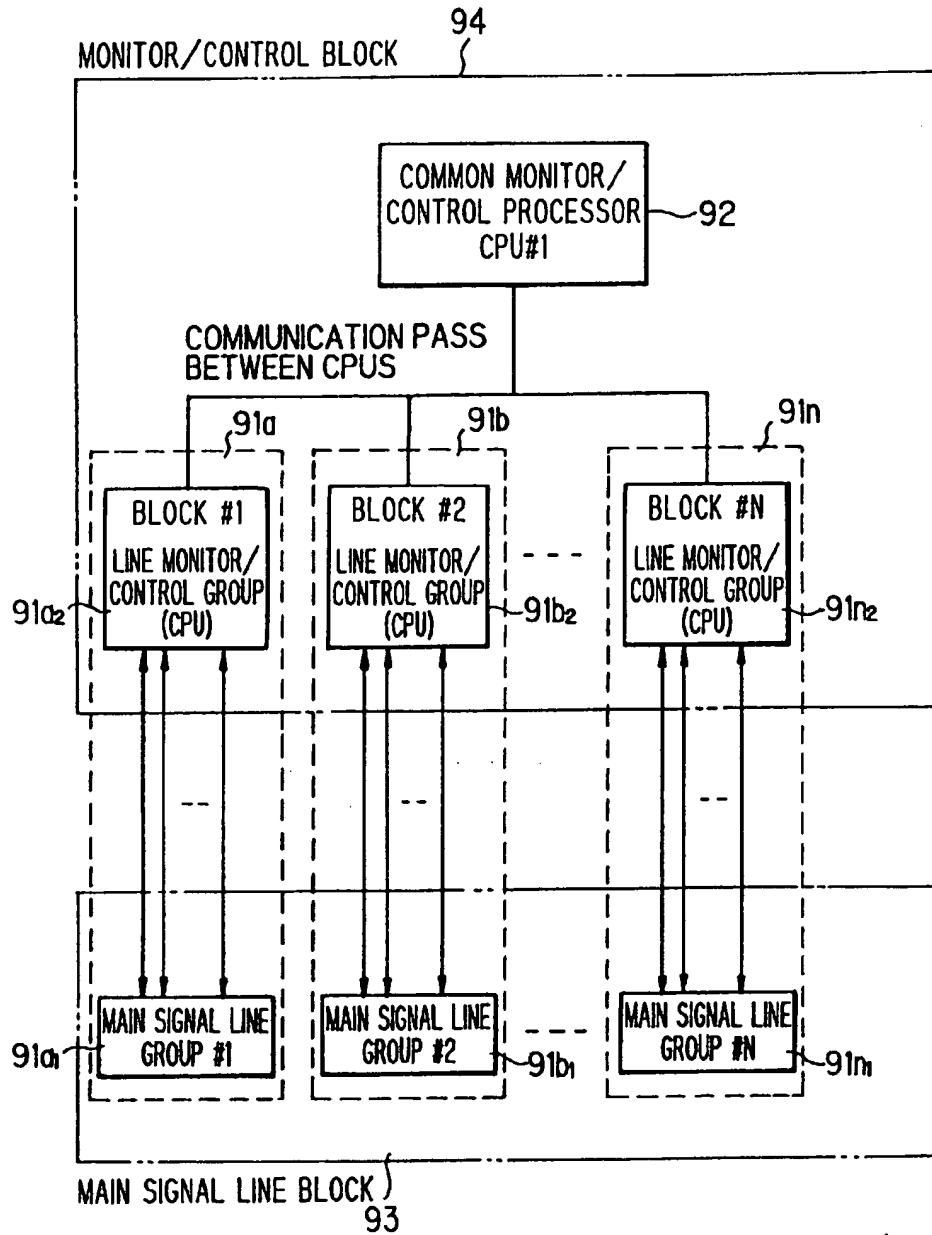 94
MONITOR/CONTROL BLOCK
COMMON MONITOR/
CONTROL PROCESSOR
CPU#1
92
COMMUNICATION PASS
BETWEEN CPUS
91a
91b
91n
BLOCK #1
LINE MONITOR/
CONTROL GROUP
(CPU)
91a2
BLOCK #2
LINE MONITOR/
CONTROL GROUP
(CPU)
91b2
BLOCK #N
LINE MONITOR/
CONTROL GROUP
(CPU)
91n2
MAIN SIGNAL LINE
GROUP #1
91a1
MAIN SIGNAL LINE
GROUP #2
91b1
MAIN SIGNAL LINE
GROUP #N
91n1
MAIN SIGNAL LINE BLOCK
93